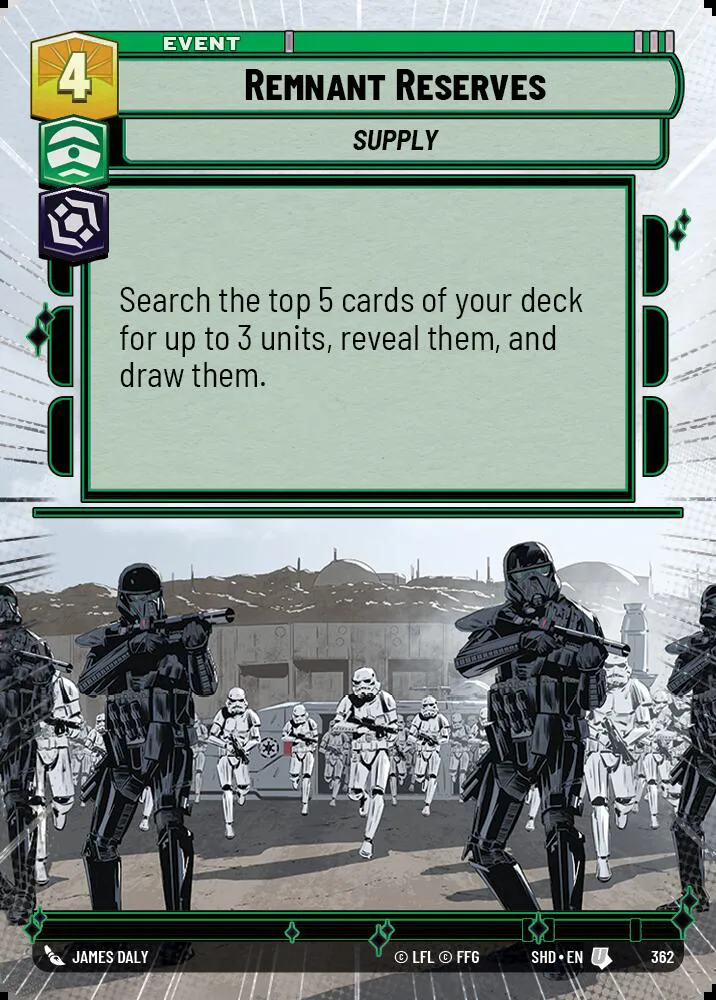 EVENT
4
REMNANT RESERVES
SUPPLY
Search the top 5 cards of your deck
for up to 3 units, reveal them, and
draw them.
JAMES DALY
© LFL © FFG
SHD • EN
362